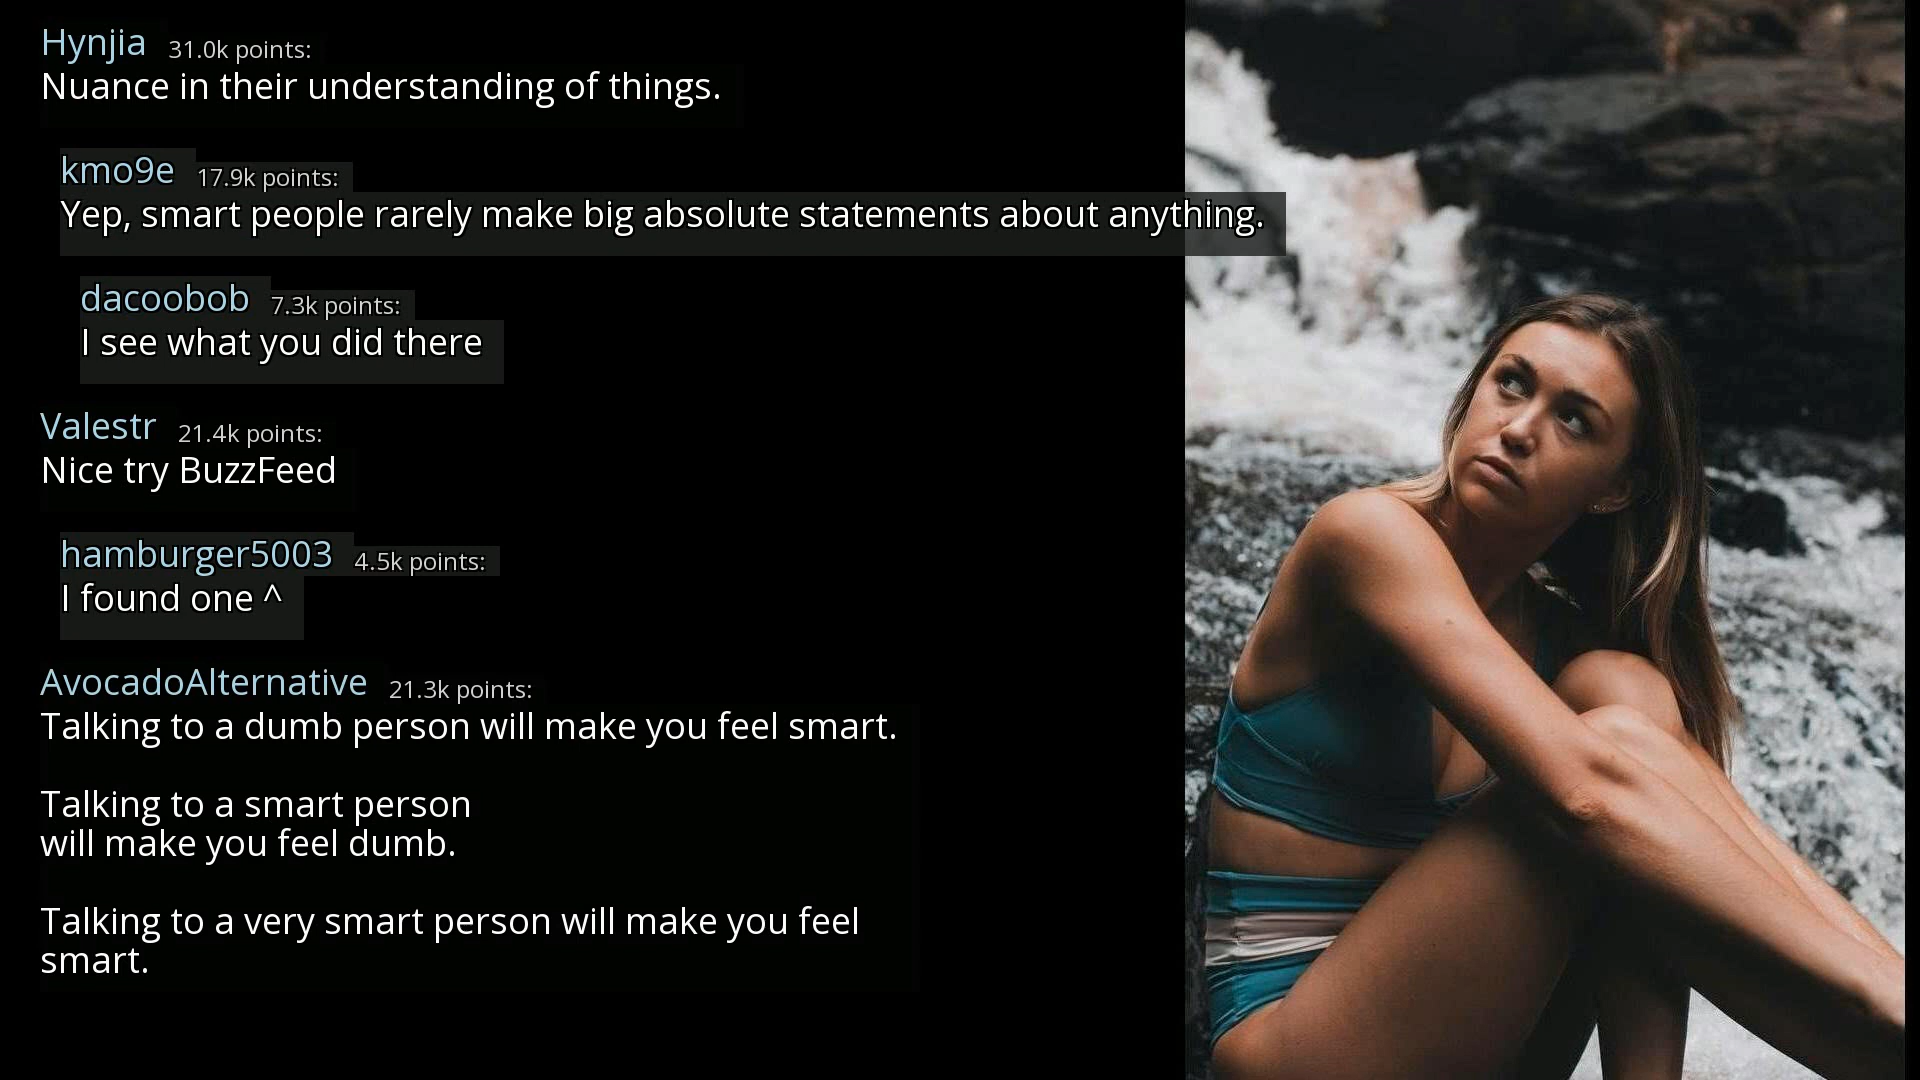 Hynjia 31.0k points:
Nuance in their understanding of things.
kmo9e 17.9k points:
Yep, smart people rarely make big absolute statements about anything.
dacoobob 7.3k points:
I see what you did there
Valestr 21.4k points:
Nice try BuzzFeed
hamburger5003 4.5k points:
I found one ^
AvocadoAlternative 21.3k points:
Talking to a dumb person will make you feel smart.
Talking to a smart person
will make you feel dumb.
Talking to a very smart person will make you feel
smart.